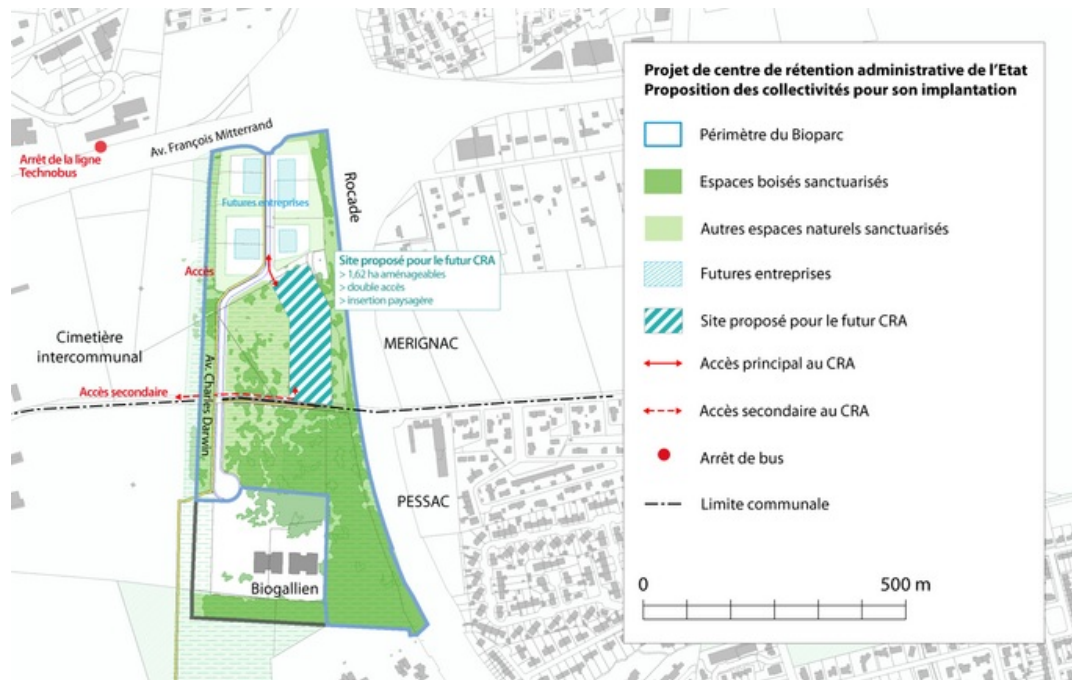 Av. François Mitterrand
Arrêt de la ligne
Technobus
Rocade
Futures entreprises
Accès
Site proposé pour le futur CRA
> 1,62 ha aménageables
> double accès
> insertion paysagère
Cimetière
intercommunal
MERIGNAC
Av. Charles Darwin
Accès secondaire
PESSAC
Biogallien
Projet de centre de rétention administrative de l'Etat
Proposition des collectivités pour son implantation
Périmètre du Bioparc
Espaces boisés sanctuarisés
Autres espaces naturels sanctuarisés
Futures entreprises
Site proposé pour le futur CRA
Accès principal au CRA
Accès secondaire au CRA
Arrêt de bus
Limite communale
0 500 m